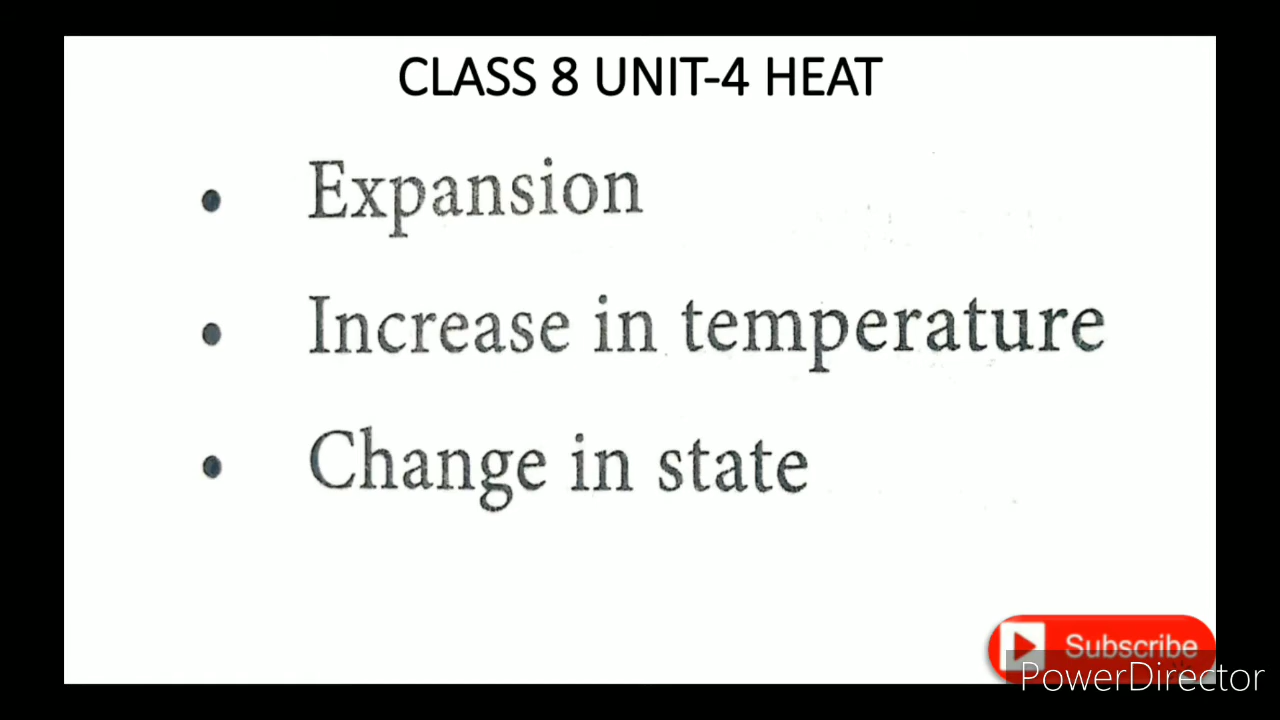 CLASS 8 UNIT-4 HEAT
• Expansion
• Increase in temperature
• Change in state
Subscribe
PowerDirector